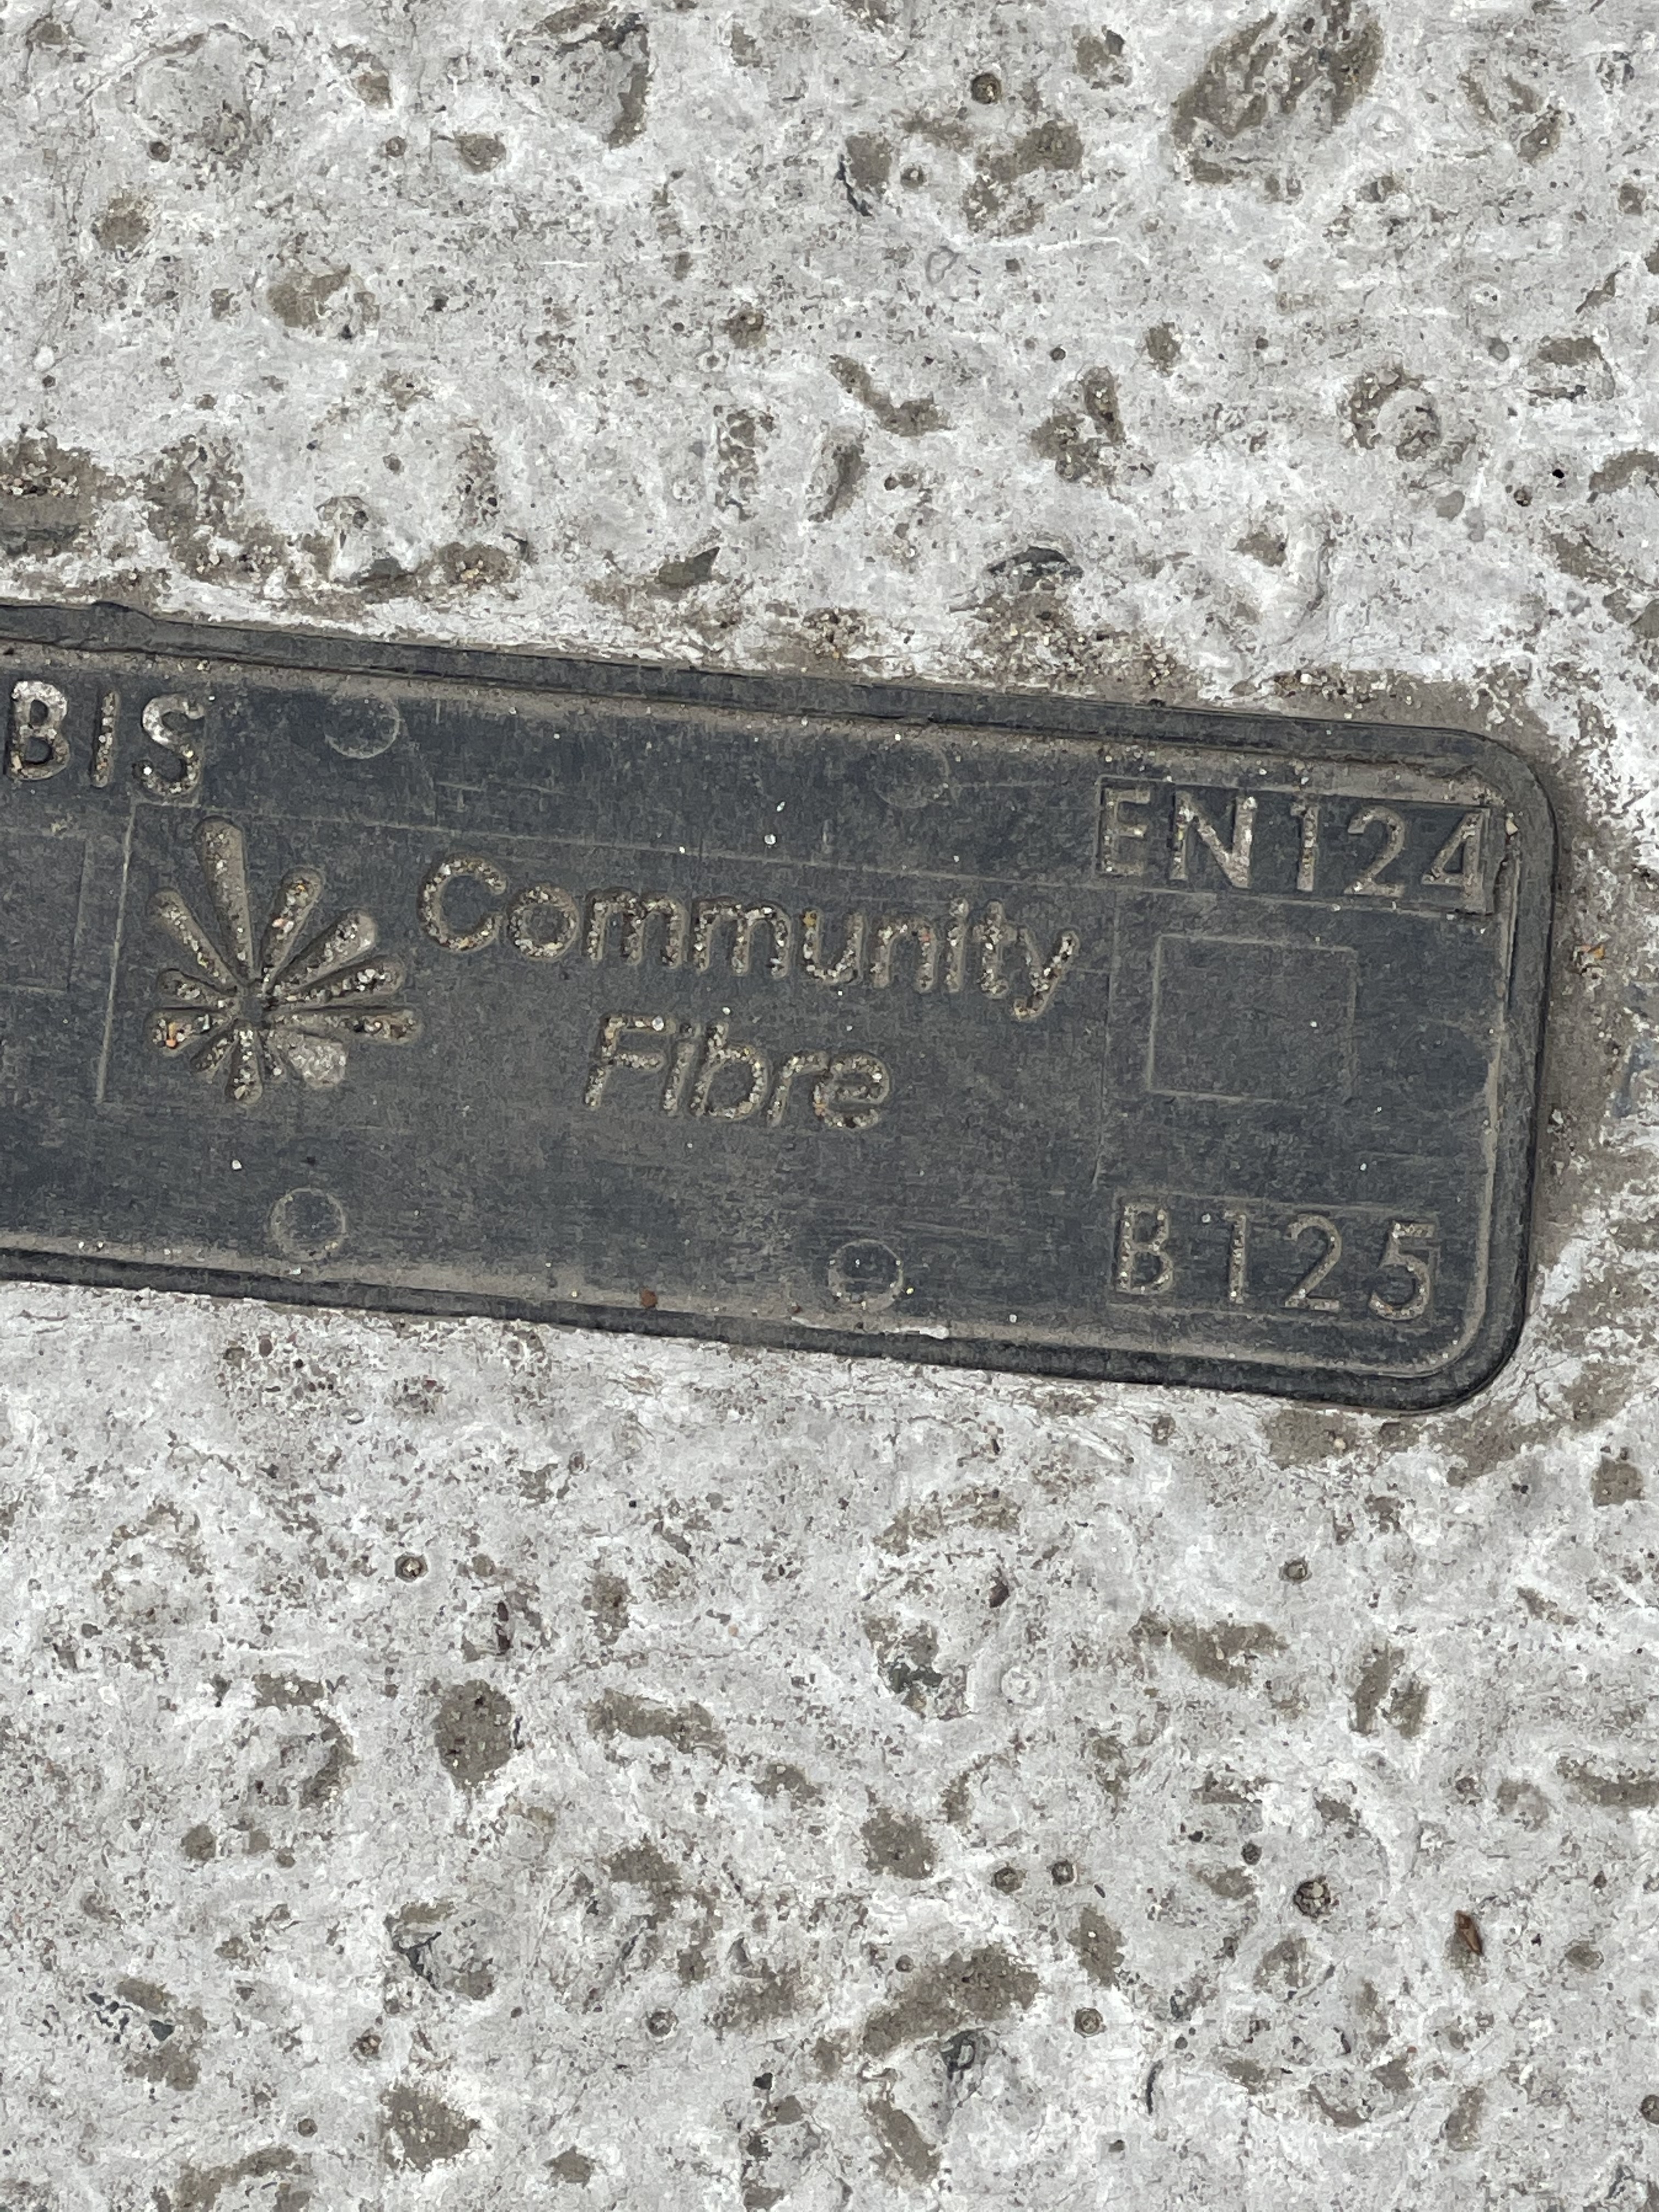 BIS
EN124
Community
Fibre
B125